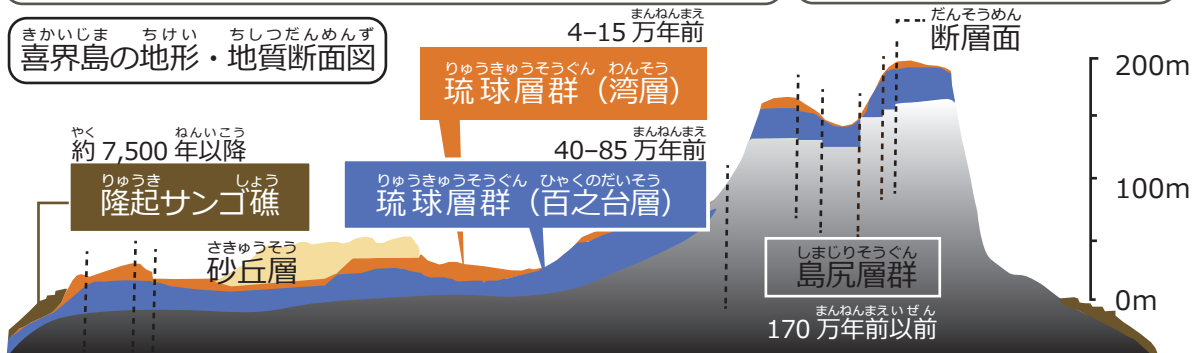 きかいじま ちけい ちしつだんめんず
喜界島の地形・地質断面図
まんねんまえ
4–15 万年前
りゅうきゅうそうぐん わんそう
琉球層群（湾層）
だんそうめん
断層面
やく ねんいこう
約 7,500 年以降
りゅうき しょう
隆起サンゴ礁
まんねんまえ
40–85 万年前
りゅうきゅうそうぐん ひゃくのだいそう
琉球層群（百之台層）
さきゅうそう
砂丘層
しまじりそうぐん
島尻層群
まんねんまえいぜん
170 万年前以前
200m
100m
0m